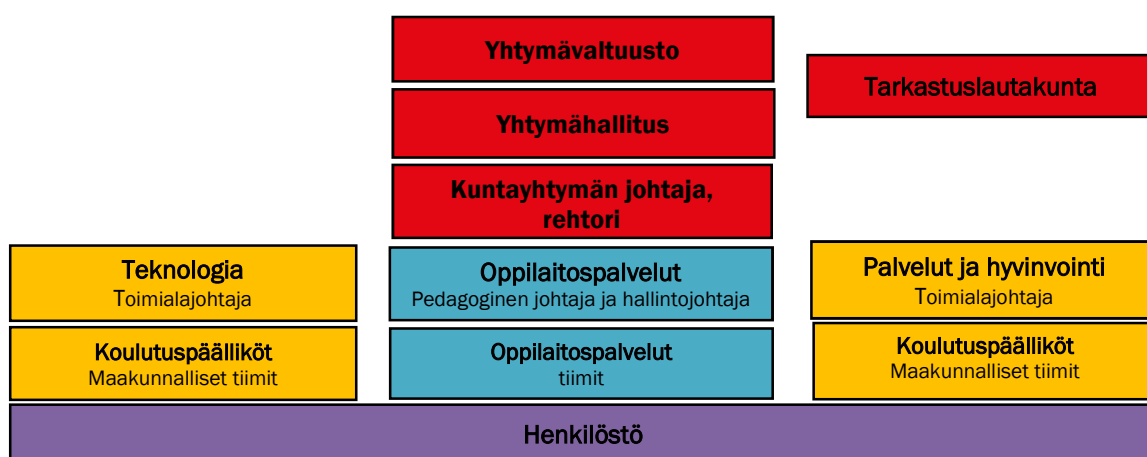 Yhtymävaltuusto
Tarkastuslautakunta
Yhtymähallitus
Kuntayhtymän johtaja,
rehtori
Teknologia
Toimialajohtaja
Oppilaitospalvelut
Pedagoginen johtaja ja hallintojohtaja
Palvelut ja hyvinvointi
Toimialajohtaja
Koulutuspäälliköt
Maakunnalliset tiimit
Oppilaitospalvelut
tiimit
Koulutuspäälliköt
Maakunnalliset tiimit
Henkilöstö